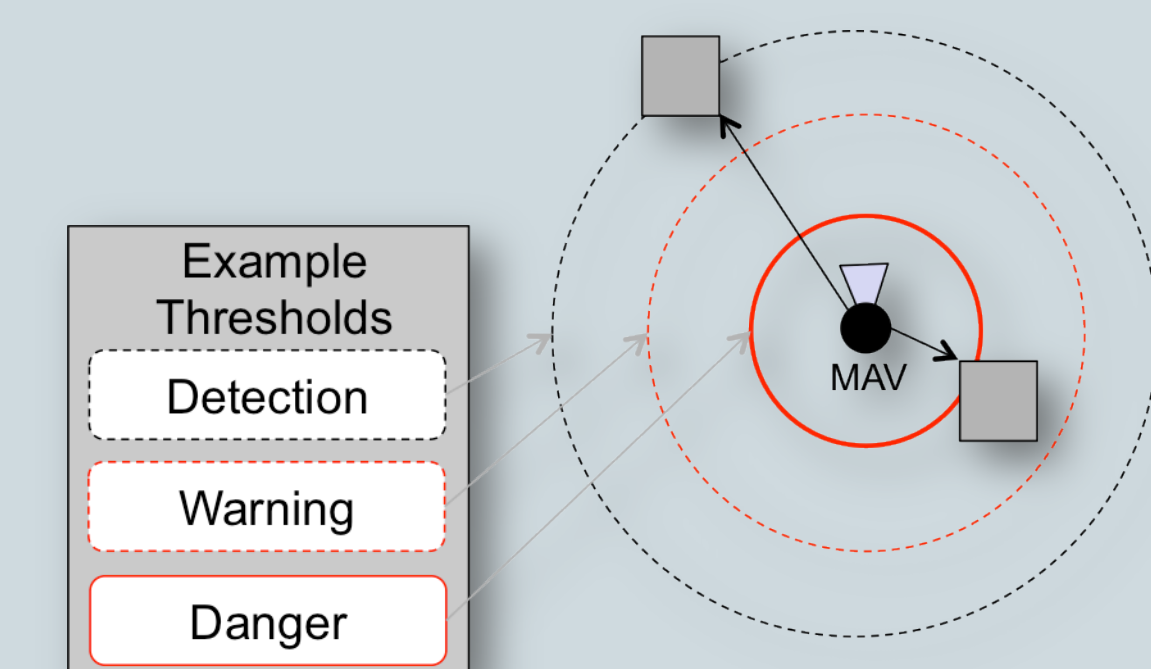 Example
Thresholds
Detection
Warning
Danger
MAV